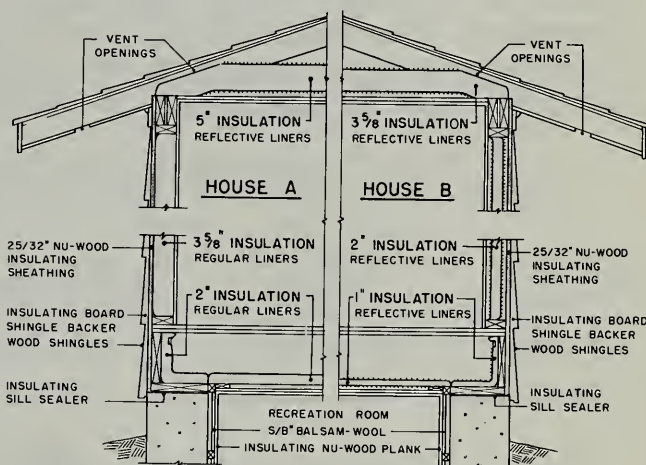 VENT
OPENINGS
VENT
OPENINGS
5" INSULATION
REFLECTIVE LINERS
3 5/8" INSULATION
REFLECTIVE LINERS
HOUSE A
HOUSE B
25/32" NU-WOOD
INSULATING
SHEATHING
3 5/8" INSULATION
REGULAR LINERS
2" INSULATION
REFLECTIVE LINERS
25/32" NU-WOOD
INSULATING
SHEATHING
2" INSULATION
REGULAR LINERS
1" INSULATION
REFLECTIVE LINERS
INSULATING BOARD
SHINGLE BACKER
WOOD SHINGLES
INSULATING BOARD
SHINGLE BACKER
WOOD SHINGLES
INSULATING
SILL SEALER
INSULATING
SILL SEALER
RECREATION ROOM
5/8" BALSAM-WOOL
INSULATING NU-WOOD PLANK